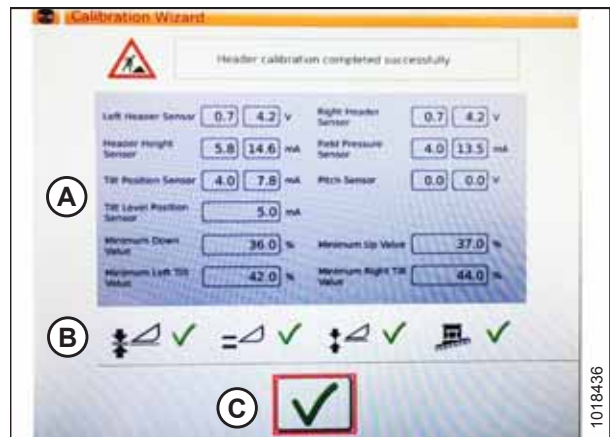 Calibration Wizard
Header calibration completed successfully
Left Header Sensor 0.7 4.2 V
Right Header Sensor 0.7 4.2 V
Header Height Sensor 5.8 14.6 mA
Field Pressure Sensor 4.0 13.5 mA
Tilt Position Sensor 4.0 7.8 mA
Pitch Sensor 0.0 0.0 V
A
Tilt Level Position Sensor 5.0 mA
Minimum Down Value 36.0 %
Minimum Up Value 37.0 %
Minimum Left Tilt Value 42.0 %
Minimum Right Tilt Value 44.0 %
B
C
1018436